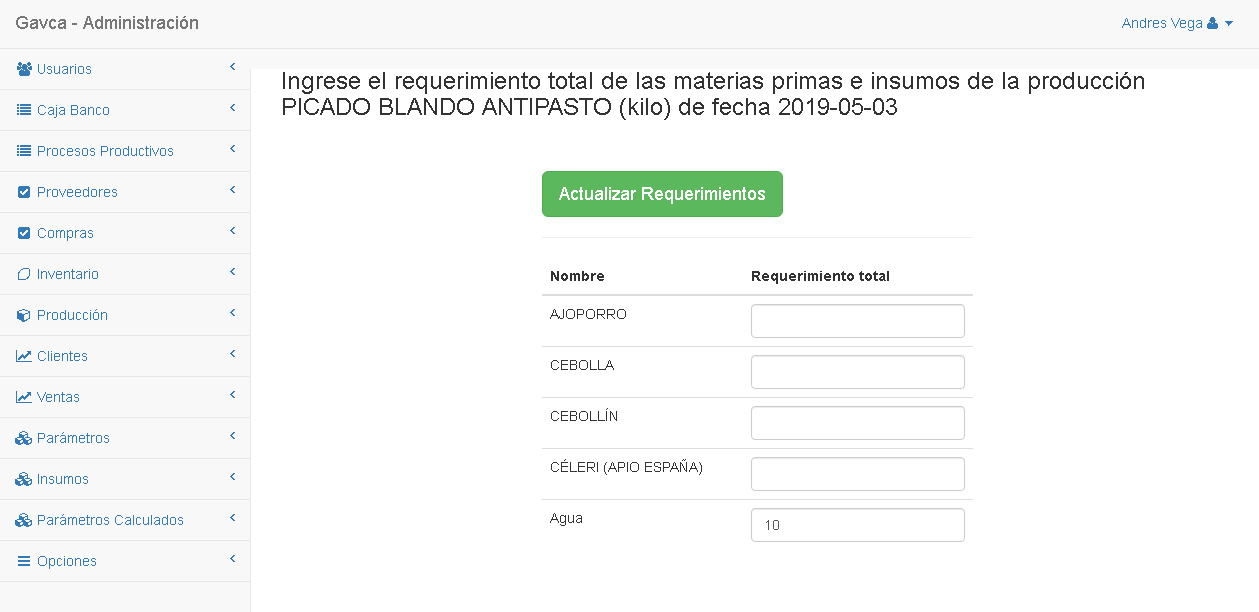 Gavca - Administración
Andres Vega
Usuarios
Caja Banco
Procesos Productivos
Proveedores
Compras
Inventario
Producción
Clientes
Ventas
Parámetros
Insumos
Parámetros Calculados
Opciones
Ingrese el requerimiento total de las materias primas e insumos de la producción
PICADO BLANDO ANTIPASTO (kilo) de fecha 2019-05-03
Actualizar Requerimientos
Nombre Requerimiento total
AJOPORRO
CEBOLLA
CEBOLLÍN
CÉLERI (APIO ESPAÑA)
Agua 10